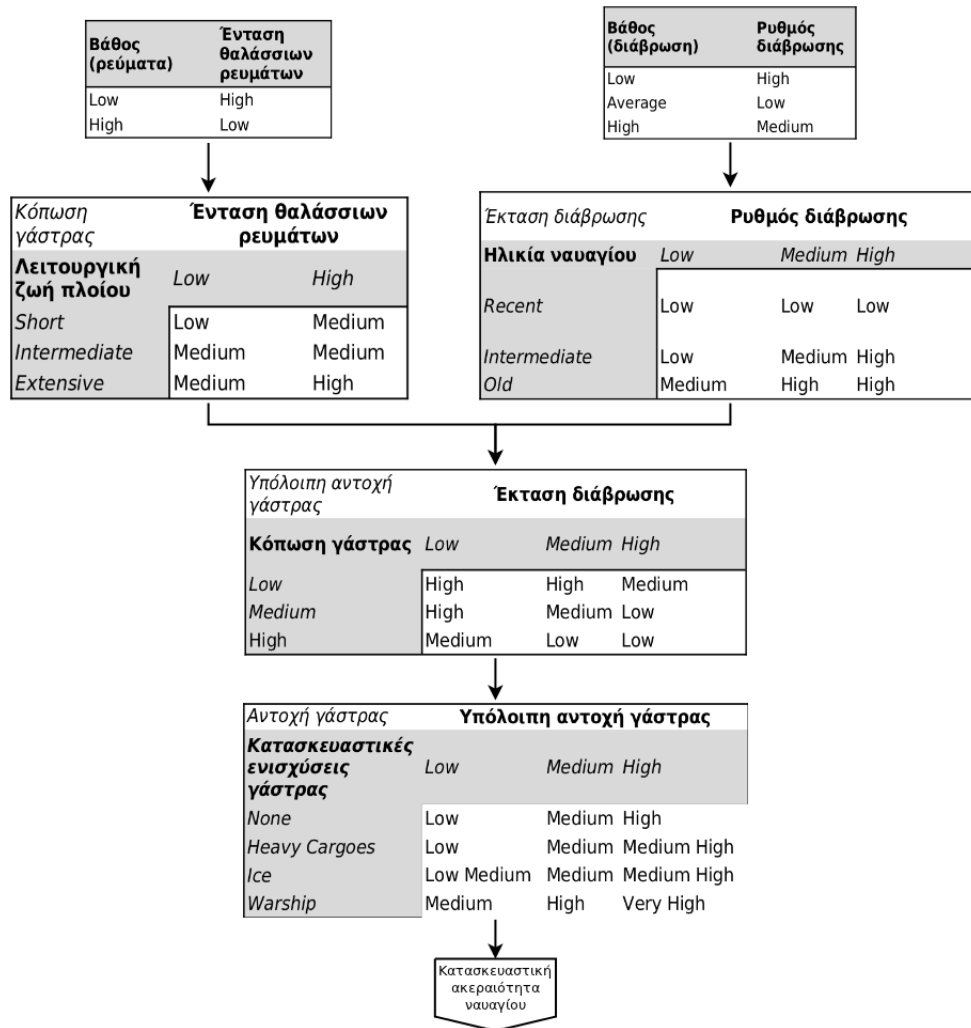 Βάθος (ρεύματα) Ένταση θαλάσσιων ρευμάτων
Low High
High Low
Βάθος (διάβρωση) Ρυθμός διάβρωσης
Low High
Average Low
High Medium
Κόπωση γάστρας Ένταση θαλάσσιων ρευμάτων
Λειτουργική ζωή πλοίου Low High
Short Low Medium
Intermediate Medium Medium
Extensive Medium High
Έκταση διάβρωσης Ρυθμός διάβρωσης
Ηλικία ναυαγίου Low Medium High
Recent Low Low Low
Intermediate Low Medium High
Old Medium High High
Υπόλοιπη αντοχή γάστρας Έκταση διάβρωσης
Κόπωση γάστρας Low Medium High
Low High High Medium
Medium High Medium Low
High Medium Low Low
Αντοχή γάστρας Υπόλοιπη αντοχή γάστρας
Κατασκευαστικές ενισχύσεις γάστρας Low Medium High
None Low Medium High
Heavy Cargoes Low Medium Medium High
Ice Low Medium Medium Medium High
Warship Medium High Very High
Κατασκευαστική
ακεραιότητα
ναυαγίου